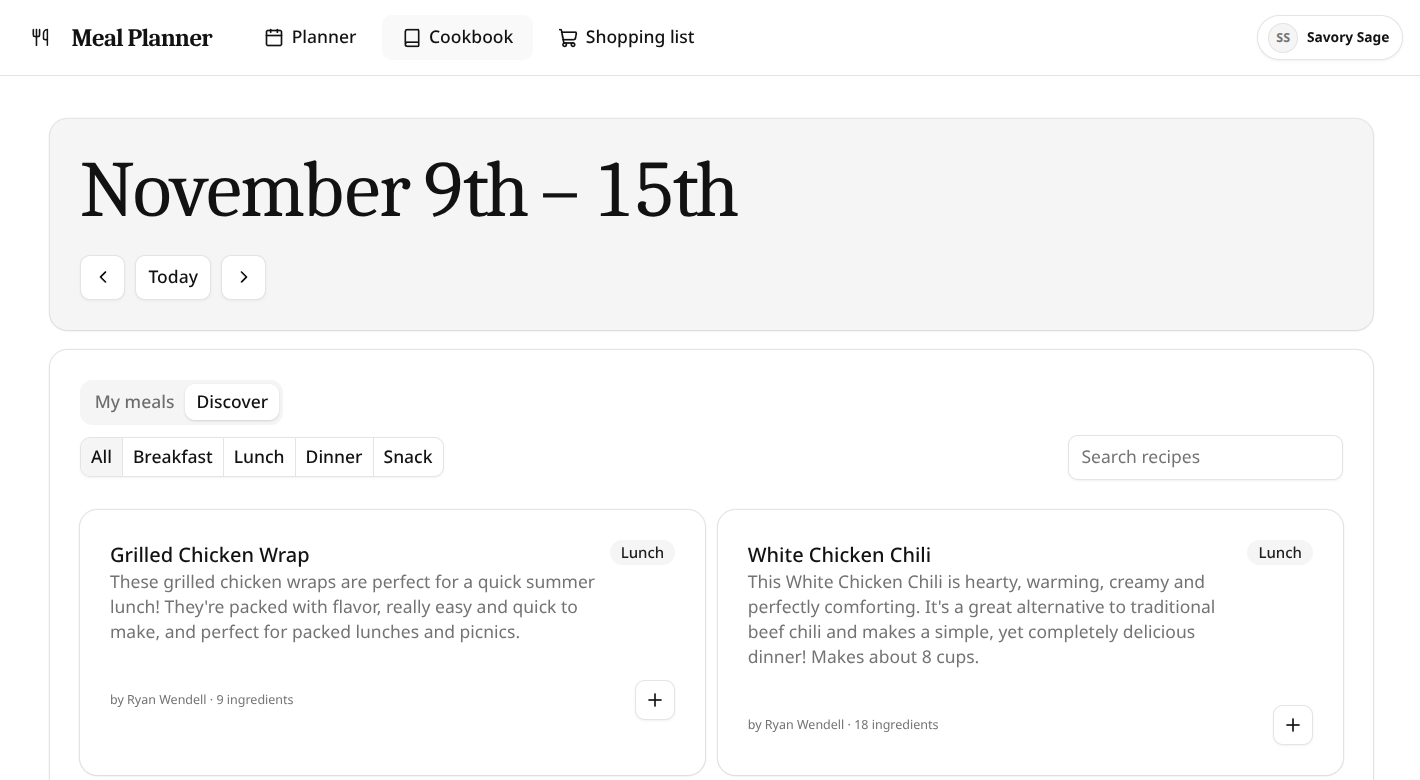 Meal Planner
Planner
Cookbook
Shopping list
SS
Savory Sage
November 9th – 15th
Today
My meals
Discover
All
Breakfast
Lunch
Dinner
Snack
Search recipes
Grilled Chicken Wrap
Lunch
These grilled chicken wraps are perfect for a quick summer
lunch! They're packed with flavor, really easy and quick to
make, and perfect for packed lunches and picnics.
by Ryan Wendell · 9 ingredients
White Chicken Chili
Lunch
This White Chicken Chili is hearty, warming, creamy and
perfectly comforting. It's a great alternative to traditional
beef chili and makes a simple, yet completely delicious
dinner! Makes about 8 cups.
by Ryan Wendell · 18 ingredients